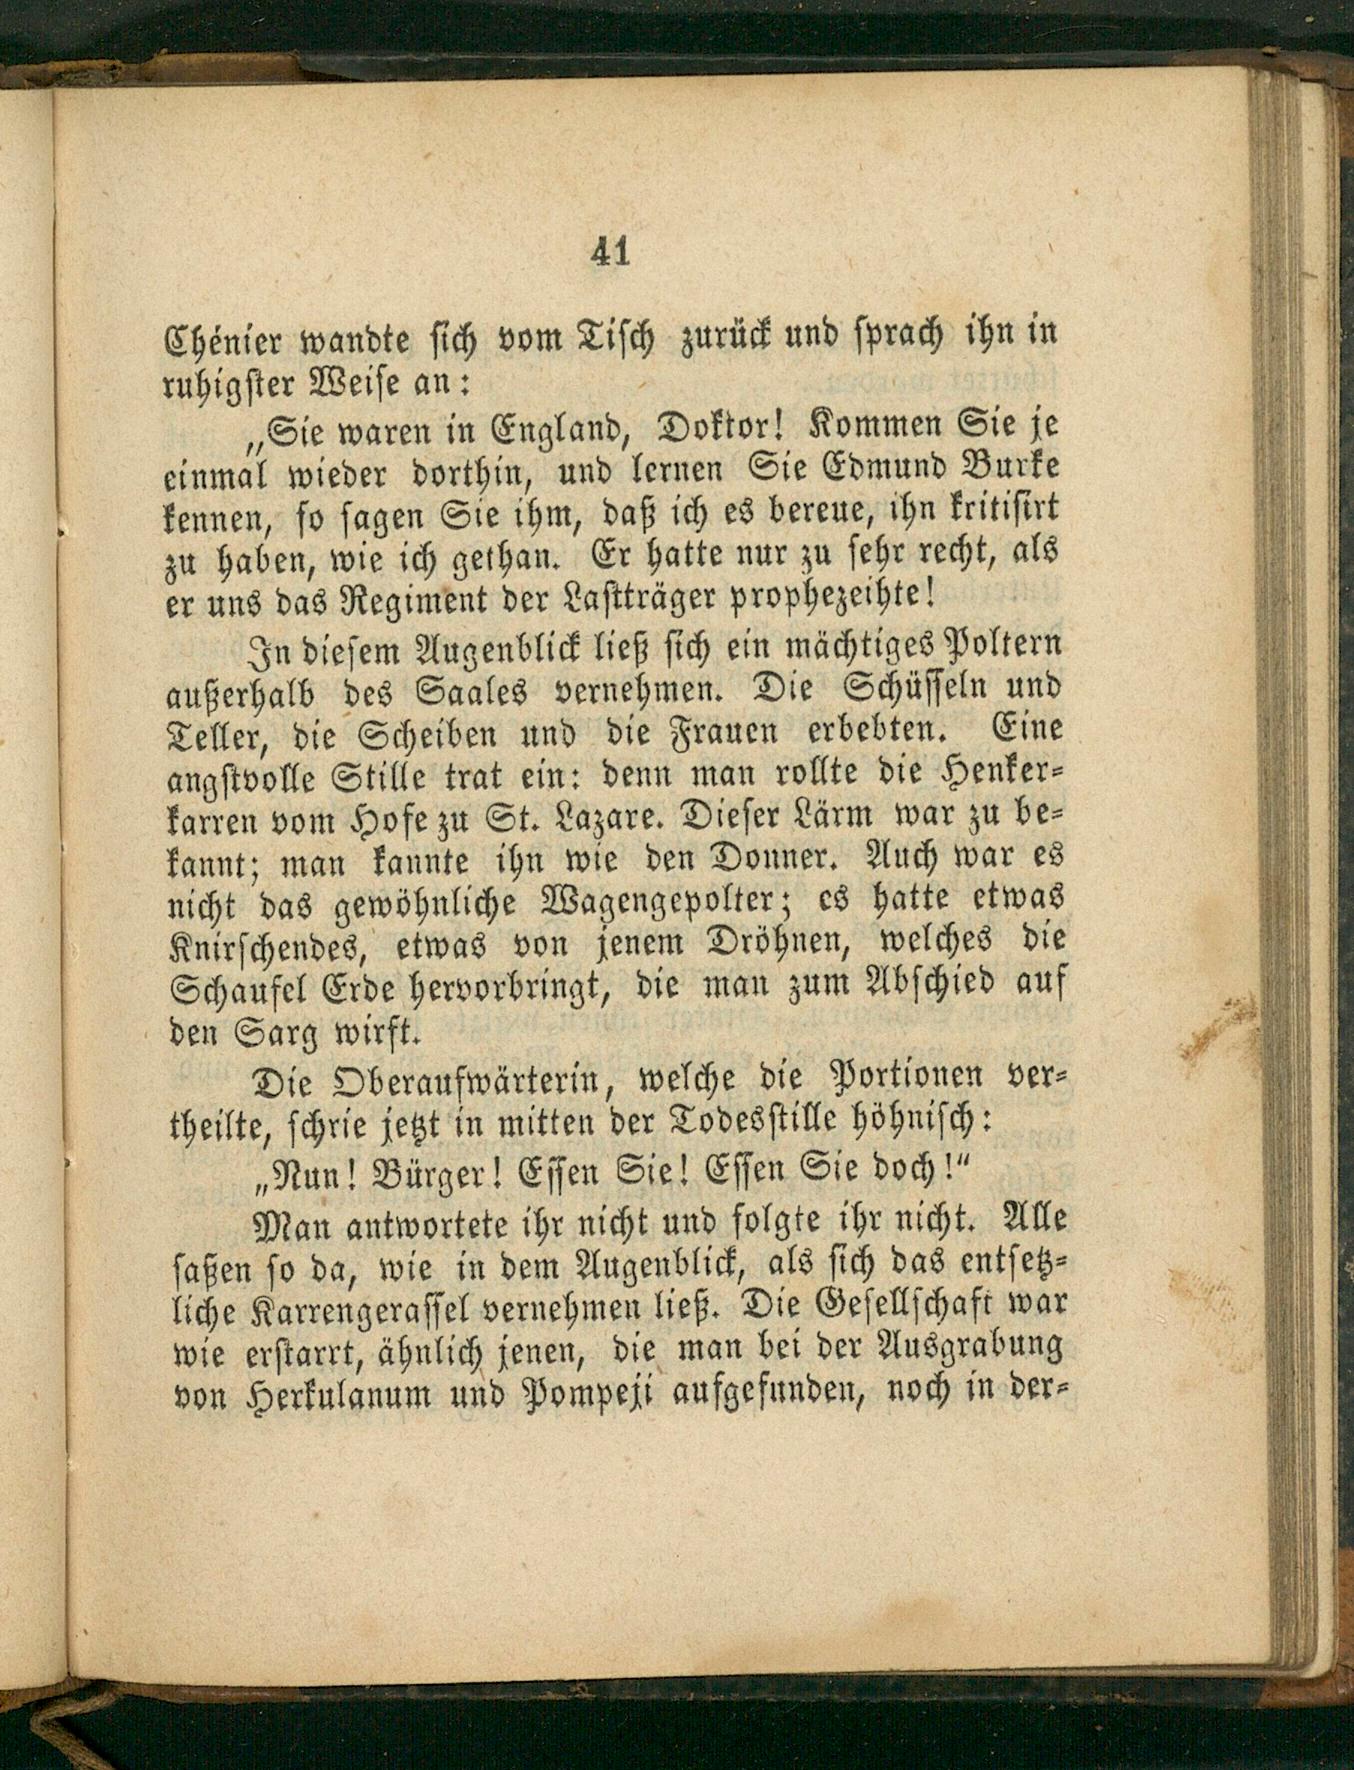 41
Chénier wandte sich vom Tisch zurück und sprach ihn in
ruhigster Weise an:
„Sie waren in England, Doktor! Kommen Sie je
einmal wieder dorthin, und lernen Sie Edmund Burke
kennen, so sagen Sie ihm, daß ich es bereue, ihn kritisirt
zu haben, wie ich gethan. Er hatte nur zu sehr recht, als
er uns das Regiment der Lastträger prophezeihte!
In diesem Augenblick ließ sich ein mächtiges Poltern
außerhalb des Saales vernehmen. Die Schüsseln und
Teller, die Scheiben und die Frauen erbebten. Eine
angstvolle Stille trat ein: denn man rollte die Henker-
karren vom Hofe zu St. Lazare. Dieser Lärm war zu be-
kannt; man kannte ihn wie den Donner. Auch war es
nicht das gewöhnliche Wagengepolter; es hatte etwas
Knirschendes, etwas von jenem Dröhnen, welches die
Schaufel Erde hervorbringt, die man zum Abschied auf
den Sarg wirft.
Die Oberaufwärterin, welche die Portionen ver-
theilte, schrie jetzt in mitten der Todesstille höhnisch:
„Nun! Bürger! Essen Sie! Essen Sie doch!“
Man antwortete ihr nicht und folgte ihr nicht. Alle
saßen so da, wie in dem Augenblick, als sich das entsetz-
liche Karrengerassel vernehmen ließ. Die Gesellschaft war
wie erstarrt, ähnlich jenen, die man bei der Ausgrabung
von Herkulanum und Pompeji aufgefunden, noch in der-